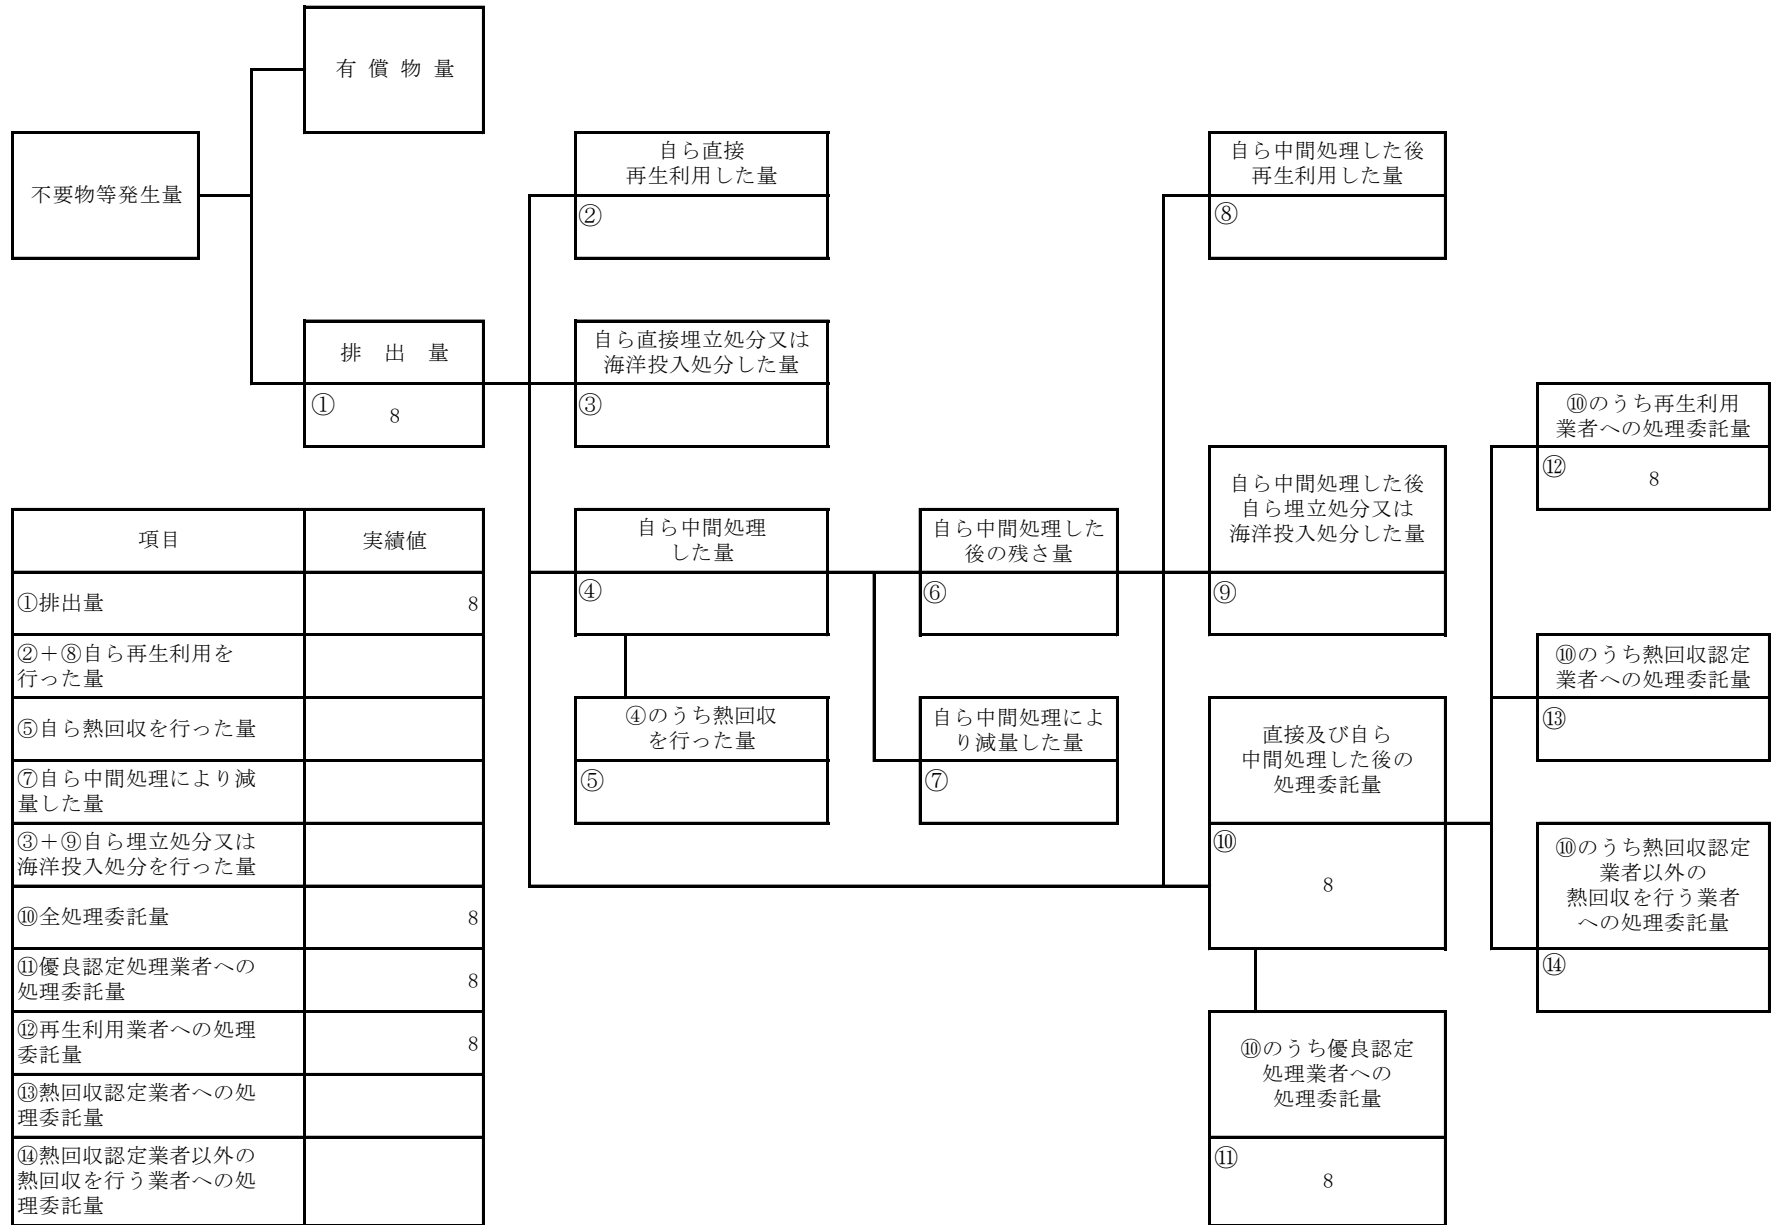 有 償 物 量
不要物等発生量
自ら直接
再生利用した量
②
自ら中間処理した後
再生利用した量
⑧
排 出 量
① 8
自ら直接埋立処分又は
海洋投入処分した量
③
⑩のうち再生利用
業者への処理委託量
⑫ 8
自ら中間処理
した量
④
自ら中間処理した
後の残さ量
⑥
自ら中間処理した後
自ら埋立処分又は
海洋投入処分した量
⑨
⑩のうち熱回収認定
業者への処理委託量
⑬
④のうち熱回収
を行った量
⑤
自ら中間処理によ
り減量した量
⑦
直接及び自ら
中間処理した後の
処理委託量
⑩
8
⑩のうち熱回収認定
業者以外の
熱回収を行う業者
への処理委託量
⑭
⑩のうち優良認定
処理業者への
処理委託量
⑪
8
項目 実績値
①排出量 8
②+⑧自ら再生利用を
行った量
⑤自ら熱回収を行った量
⑦自ら中間処理により減
量した量
③+⑨自ら埋立処分又は
海洋投入処分を行った量
⑩全処理委託量 8
⑪優良認定処理業者への
処理委託量 8
⑫再生利用業者への処理
委託量 8
⑬熱回収認定業者への処
理委託量
⑭熱回収認定業者以外の
熱回収を行う業者への処
理委託量